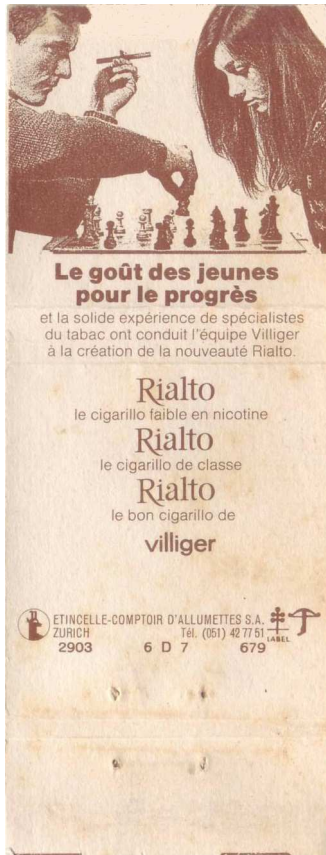 Le goût des jeunes
pour le progrès
et la solide expérience de spécialistes
du tabac ont conduit l'équipe Villiger
à la création de la nouveauté Rialto.
Rialto
le cigarillo faible en nicotine
Rialto
le cigarillo de classe
Rialto
le bon cigarillo de
villiger
ETINCELLE-COMPTOIR D'ALLUMETTES S.A.
ZURICH Tél. (051) 42 77 51
LABEL
2903 6 D 7 679